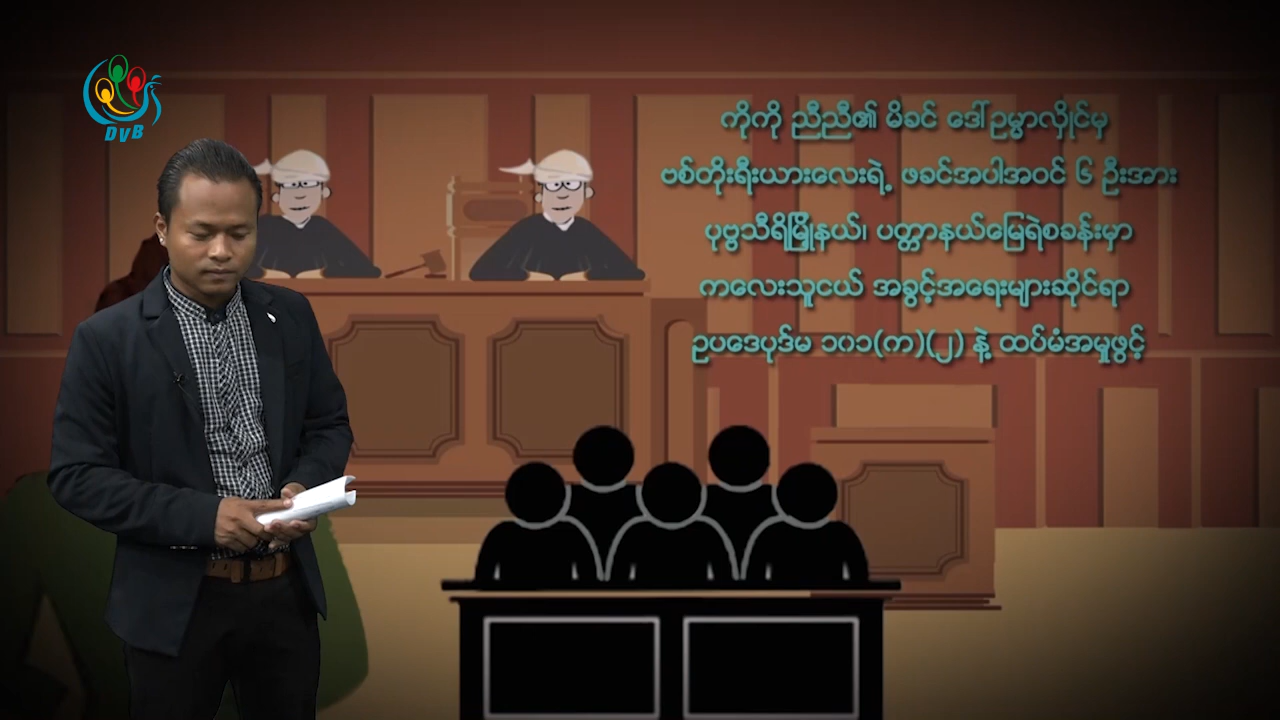 DVB
ကိုကို ညီညီ၏ မိခင် ဒေါ်ဥမ္မာလှိုင်မှ
ဗစ်တိုးရီးယားလေးရဲ့ ဖခင်အပါအဝင် ၆ ဦးအား
ပုဗ္ဗသီရိမြို့နယ်၊ ပတ္တာနယ်မြေရဲစခန်းမှာ
ကလေးသူငယ် အခွင့်အရေးများဆိုင်ရာ
ဥပဒေပုဒ်မ ၁၀၁(က)(၂) နဲ့ ထပ်မံအမှုဖွင့်